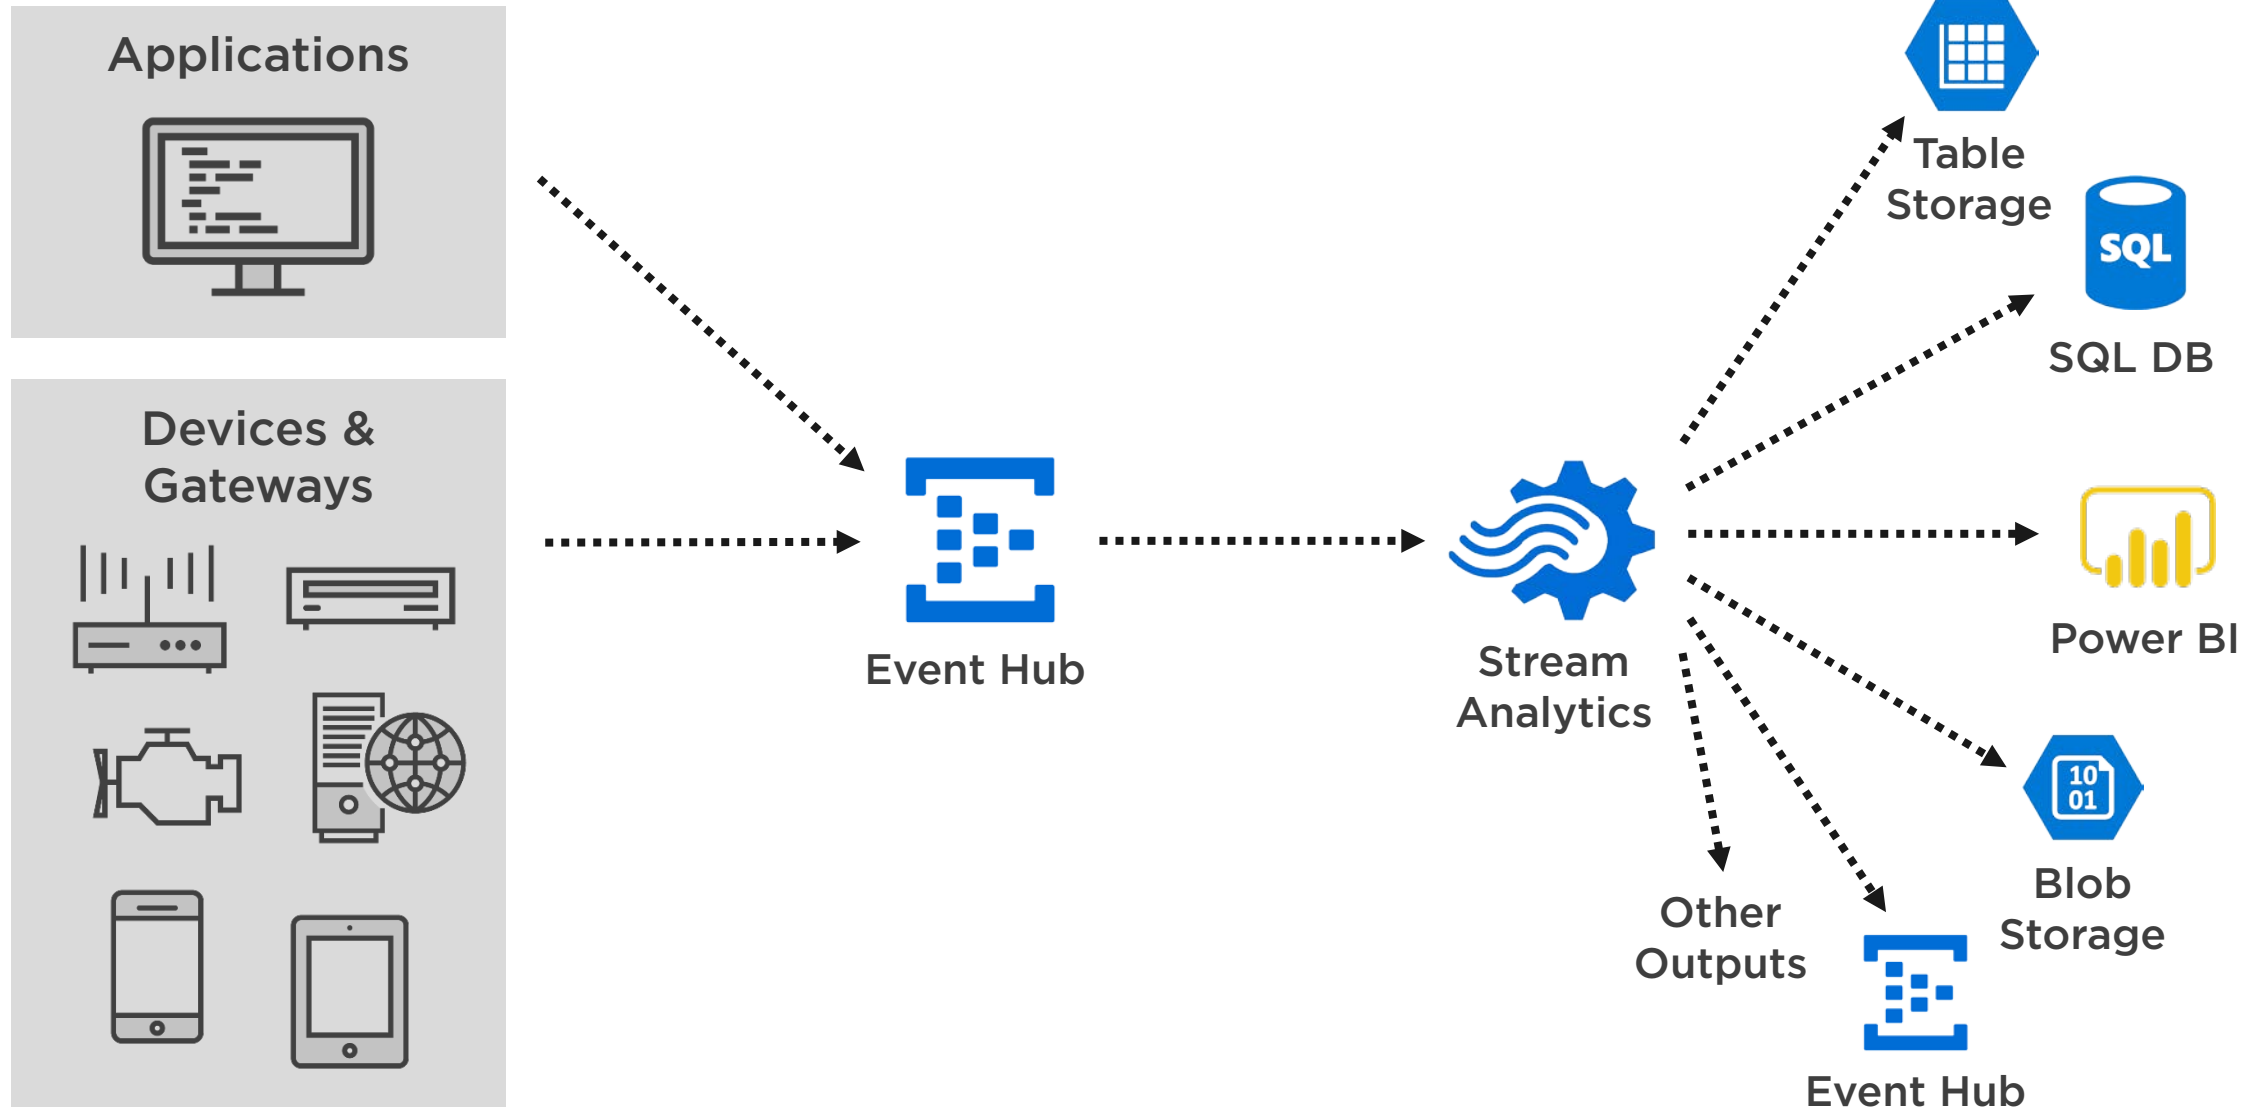 Applications
Devices &
Gateways
Event Hub
Stream
Analytics
Table
Storage
SQL
SQL DB
Power BI
10
01
Blob
Storage
Other
Outputs
Event Hub